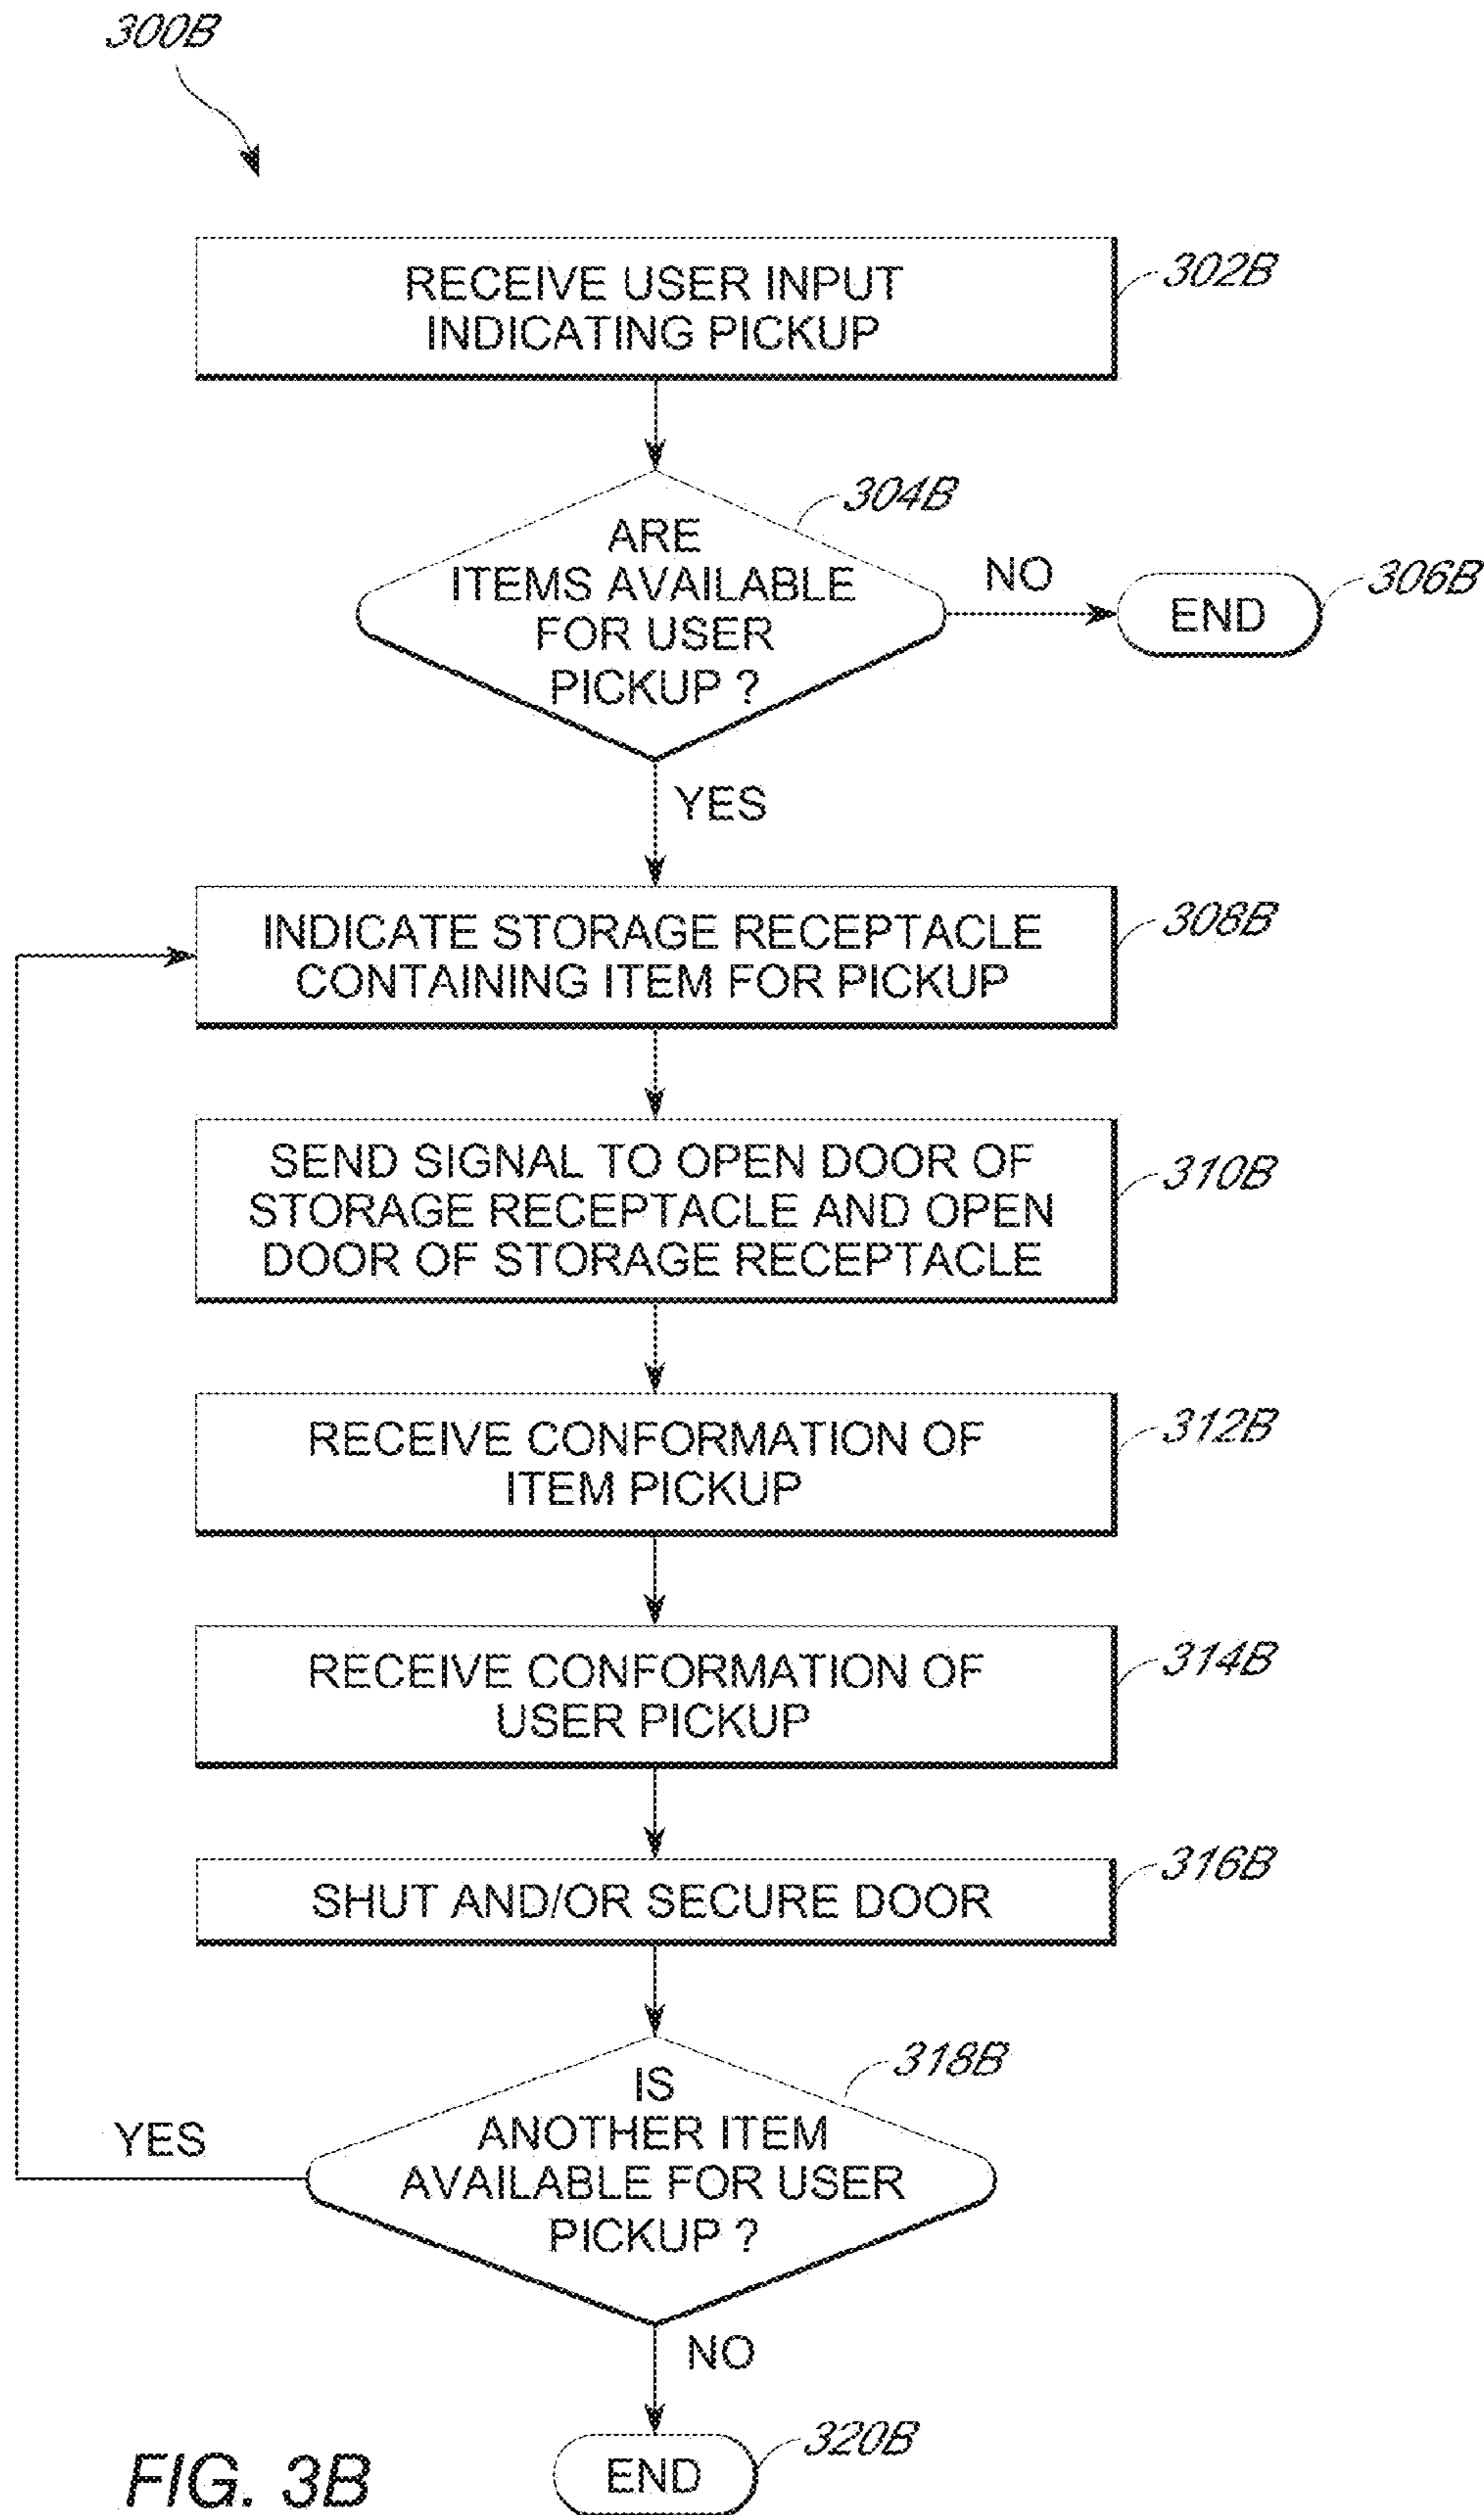 300B
RECEIVE USER INPUT
INDICATING PICKUP
302B
304B
ARE
ITEMS AVAILABLE
FOR USER
PICKUP ?
NO
END
306B
YES
INDICATE STORAGE RECEPTACLE
CONTAINING ITEM FOR PICKUP
308B
SEND SIGNAL TO OPEN DOOR OF
STORAGE RECEPTACLE AND OPEN
DOOR OF STORAGE RECEPTACLE
310B
RECEIVE CONFORMATION OF
ITEM PICKUP
312B
RECEIVE CONFORMATION OF
USER PICKUP
314B
SHUT AND/OR SECURE DOOR
316B
318B
IS
ANOTHER ITEM
AVAILABLE FOR USER
PICKUP ?
YES
NO
END
320B
FIG. 3B